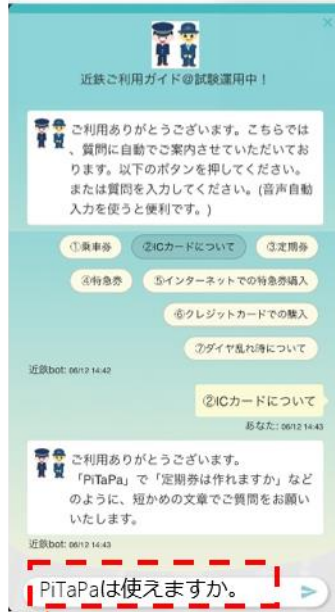 近鉄ご利用ガイド@試験運用中！
ご利用ありがとうございます。こちらでは
、質問に自動でご案内させていただいてお
ります。以下のボタンを押してください。
または質問を入力してください。(音声自動
入力を使うと便利です。)
①乗車券 ②ICカードについて ③定期券
④特急券 ⑤インターネットでの特急券購入
⑥クレジットカードでの購入
⑦ダイヤ乱れ時について
近鉄bot: 06/12 14:42
②ICカードについて
あなた: 06/12 14:43
ご利用ありがとうございます。
「PiTaPa」で「定期券は作れますか」など
のように、短かめの文章でご質問をお願い
いたします。
近鉄bot: 06/12 14:43
PiTaPaは使えますか。